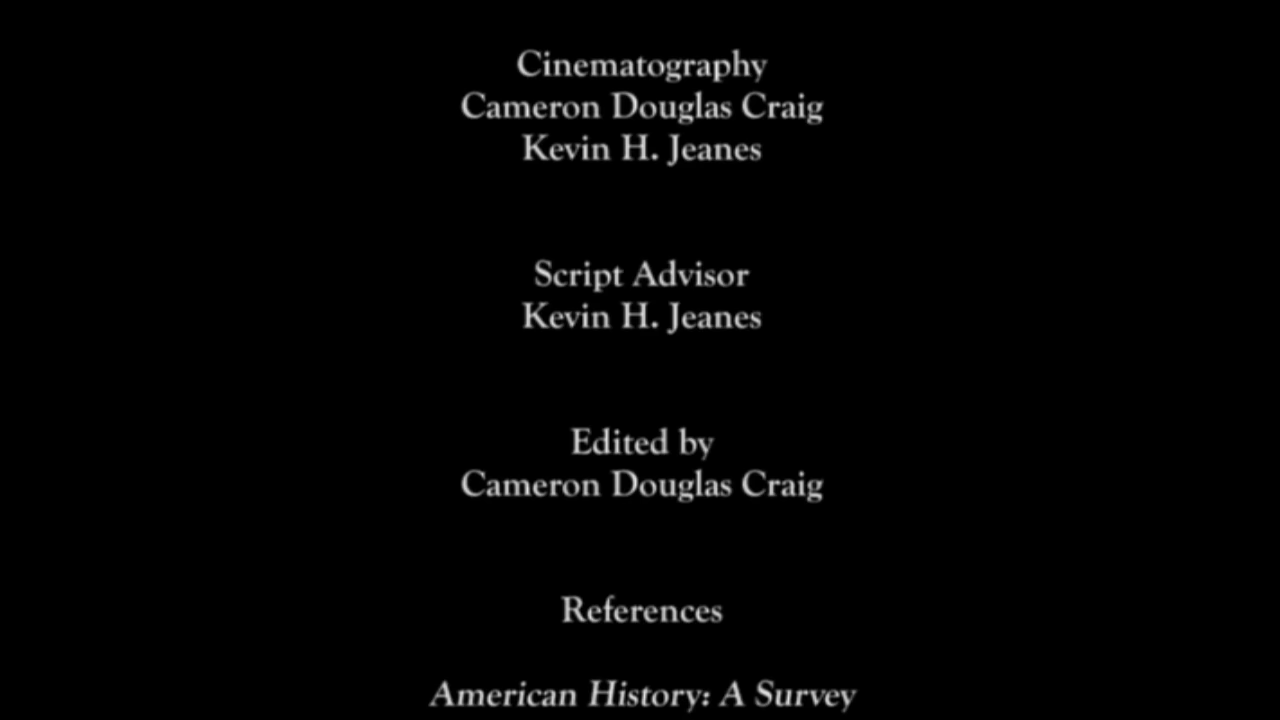 Cinematography
Cameron Douglas Craig
Kevin H. Jeanes
Script Advisor
Kevin H. Jeanes
Edited by
Cameron Douglas Craig
References
American History: A Survey